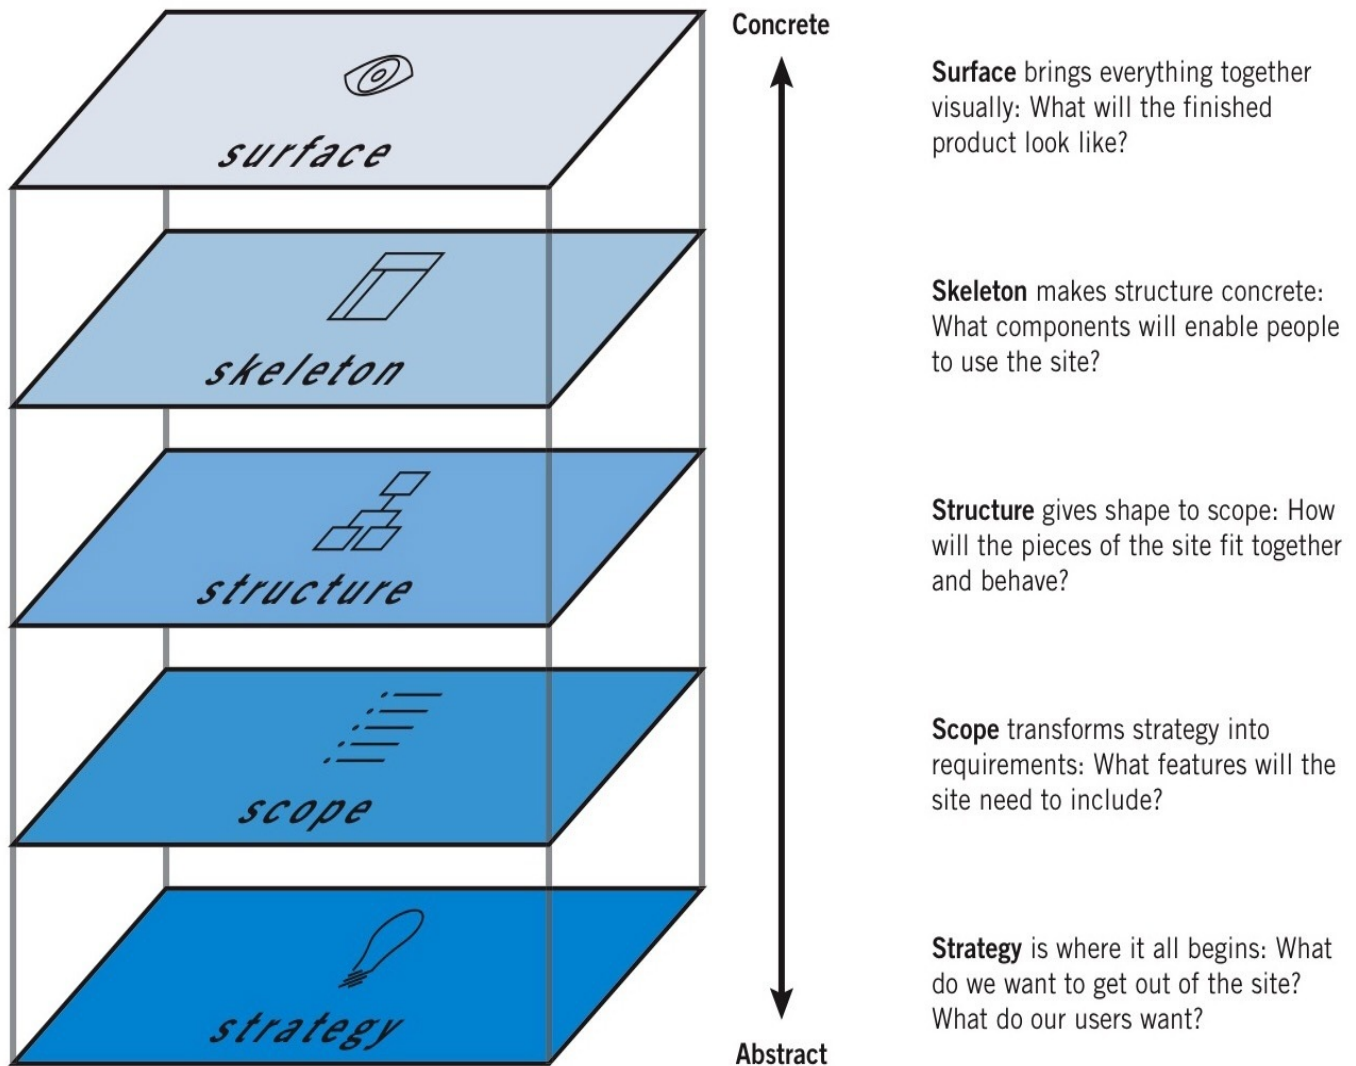 Concrete
Surface brings everything together
visually: What will the finished
product look like?
surface
Skeleton makes structure concrete:
What components will enable people
to use the site?
skeleton
Structure gives shape to scope: How
will the pieces of the site fit together
and behave?
structure
Scope transforms strategy into
requirements: What features will the
site need to include?
scope
Strategy is where it all begins: What
do we want to get out of the site?
What do our users want?
strategy
Abstract